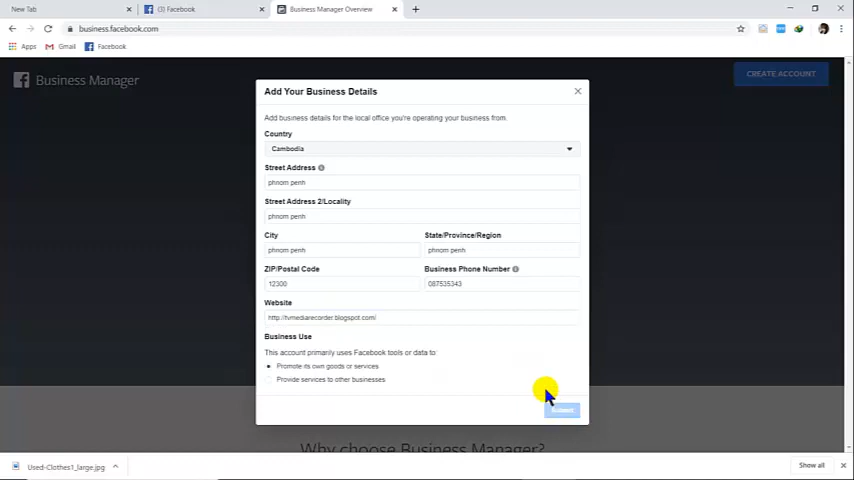 New Tab
(3) Facebook
Business Manager Overview
business.facebook.com
Apps
Gmail
Facebook
Business Manager
CREATE ACCOUNT
Add Your Business Details
Add business details for the local office you're operating your business from.
Country
Cambodia
Street Address
phnom penh
Street Address 2/Locality
phnom penh
City
State/Province/Region
phnom penh
phnom penh
ZIP/Postal Code
Business Phone Number
12300
087535343
Website
http://tvmediarecorder.blogspot.com/
Business Use
This account primarily uses Facebook tools or data to
Promote its own goods or services
Provide services to other businesses
Submit
Why choose Business Manager?
Used-Clothes1_large.jpg
Show all